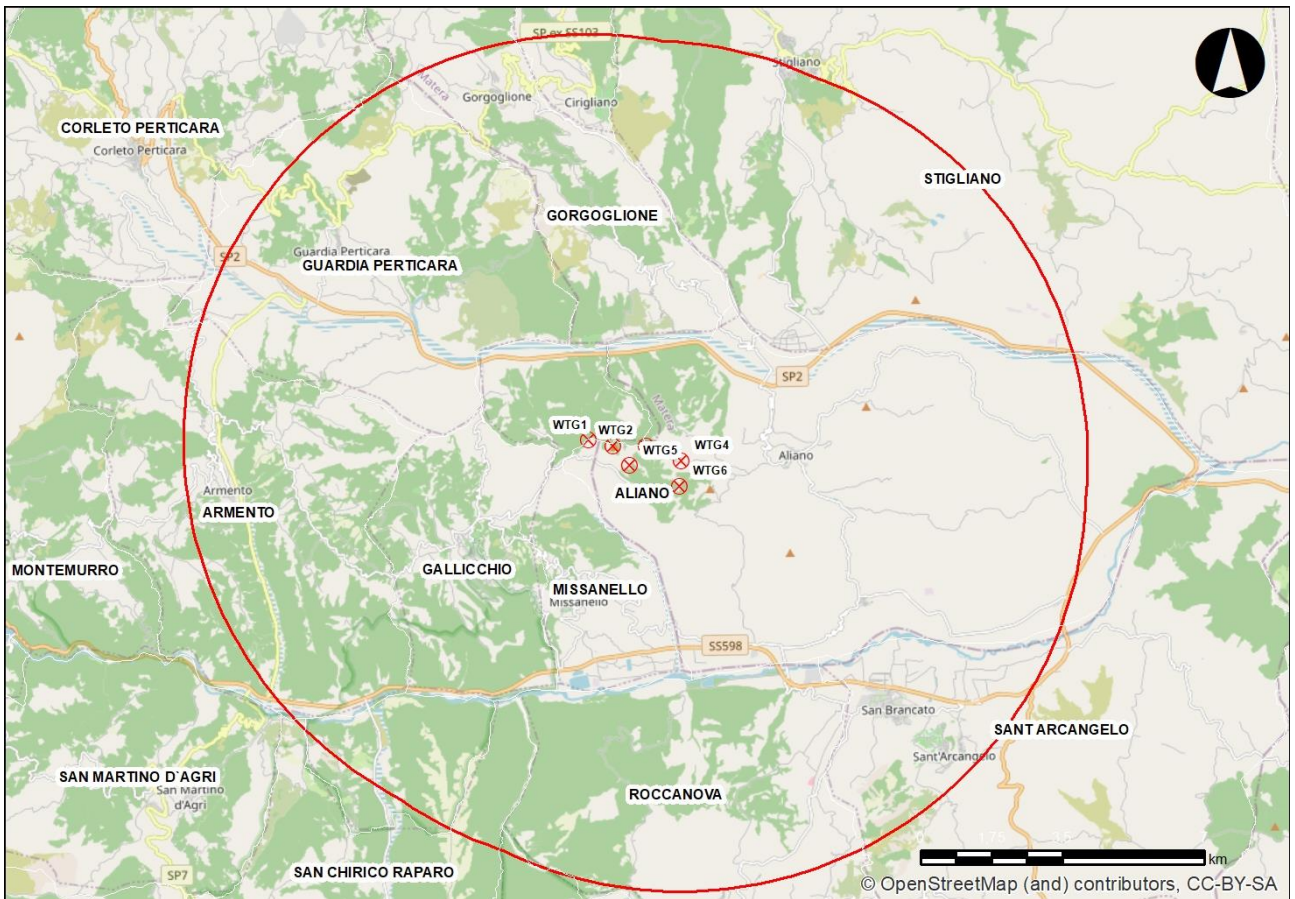 SP ex SS103
Stigliano
Matera
Gorgoglione
Cirigliano
CORLETO PERTICARA
Corleto Perticara
STIGLIANO
GORGOGLIONE
Guardia Perticara
SP2
GUARDIA PERTICARA
SP2
Matera
WTG1
WTG2
WTG5
WTG4
Aliano
WTG6
Armento
ALIANO
ARMENTO
MONTEMURRO
GALLICCHIO
MISSANELLO
Missanello
SS598
San Brancato
SANT ARCANGELO
Sant'Arcangelo
SAN MARTINO D`AGRI
San Martino
d'Agri
ROCCANOVA
SP7
SAN CHIRICO RAPARO
km
© OpenStreetMap (and) contributors, CC-BY-SA